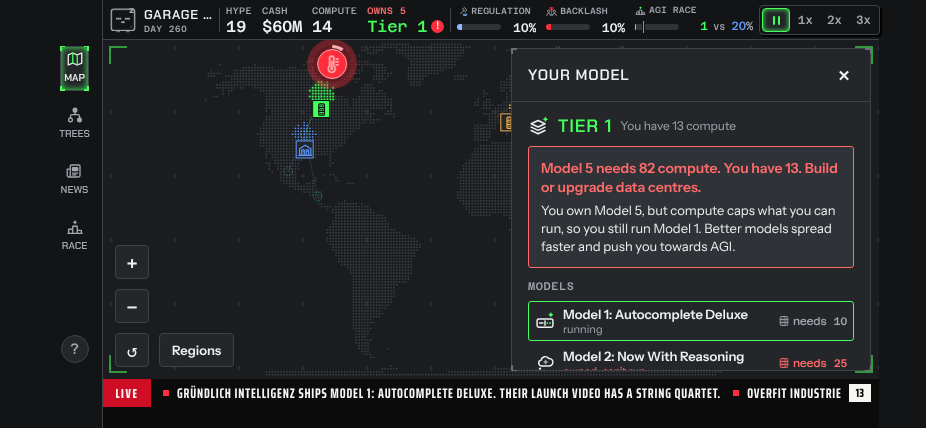 GARAGE ...
DAY 260
HYPE
19
CASH
$60M
COMPUTE
14
OWNS 5
Tier 1
REGULATION
10%
BACKLASH
10%
AGI RACE
1 vs 20%
1x
2x
3x
MAP
TREES
NEWS
RACE
?
+
−
↺
Regions
YOUR MODEL
×
TIER 1
You have 13 compute
Model 5 needs 82 compute. You have 13. Build
or upgrade data centres.
You own Model 5, but compute caps what you can
run, so you still run Model 1. Better models spread
faster and push you towards AGI.
MODELS
Model 1: Autocomplete Deluxe
needs 10
running
Model 2: Now With Reasoning
needs 25
LIVE
GRÜNDLICH INTELLIGENZ SHIPS MODEL 1: AUTOCOMPLETE DELUXE. THEIR LAUNCH VIDEO HAS A STRING QUARTET.
OVERFIT INDUSTRIE
13